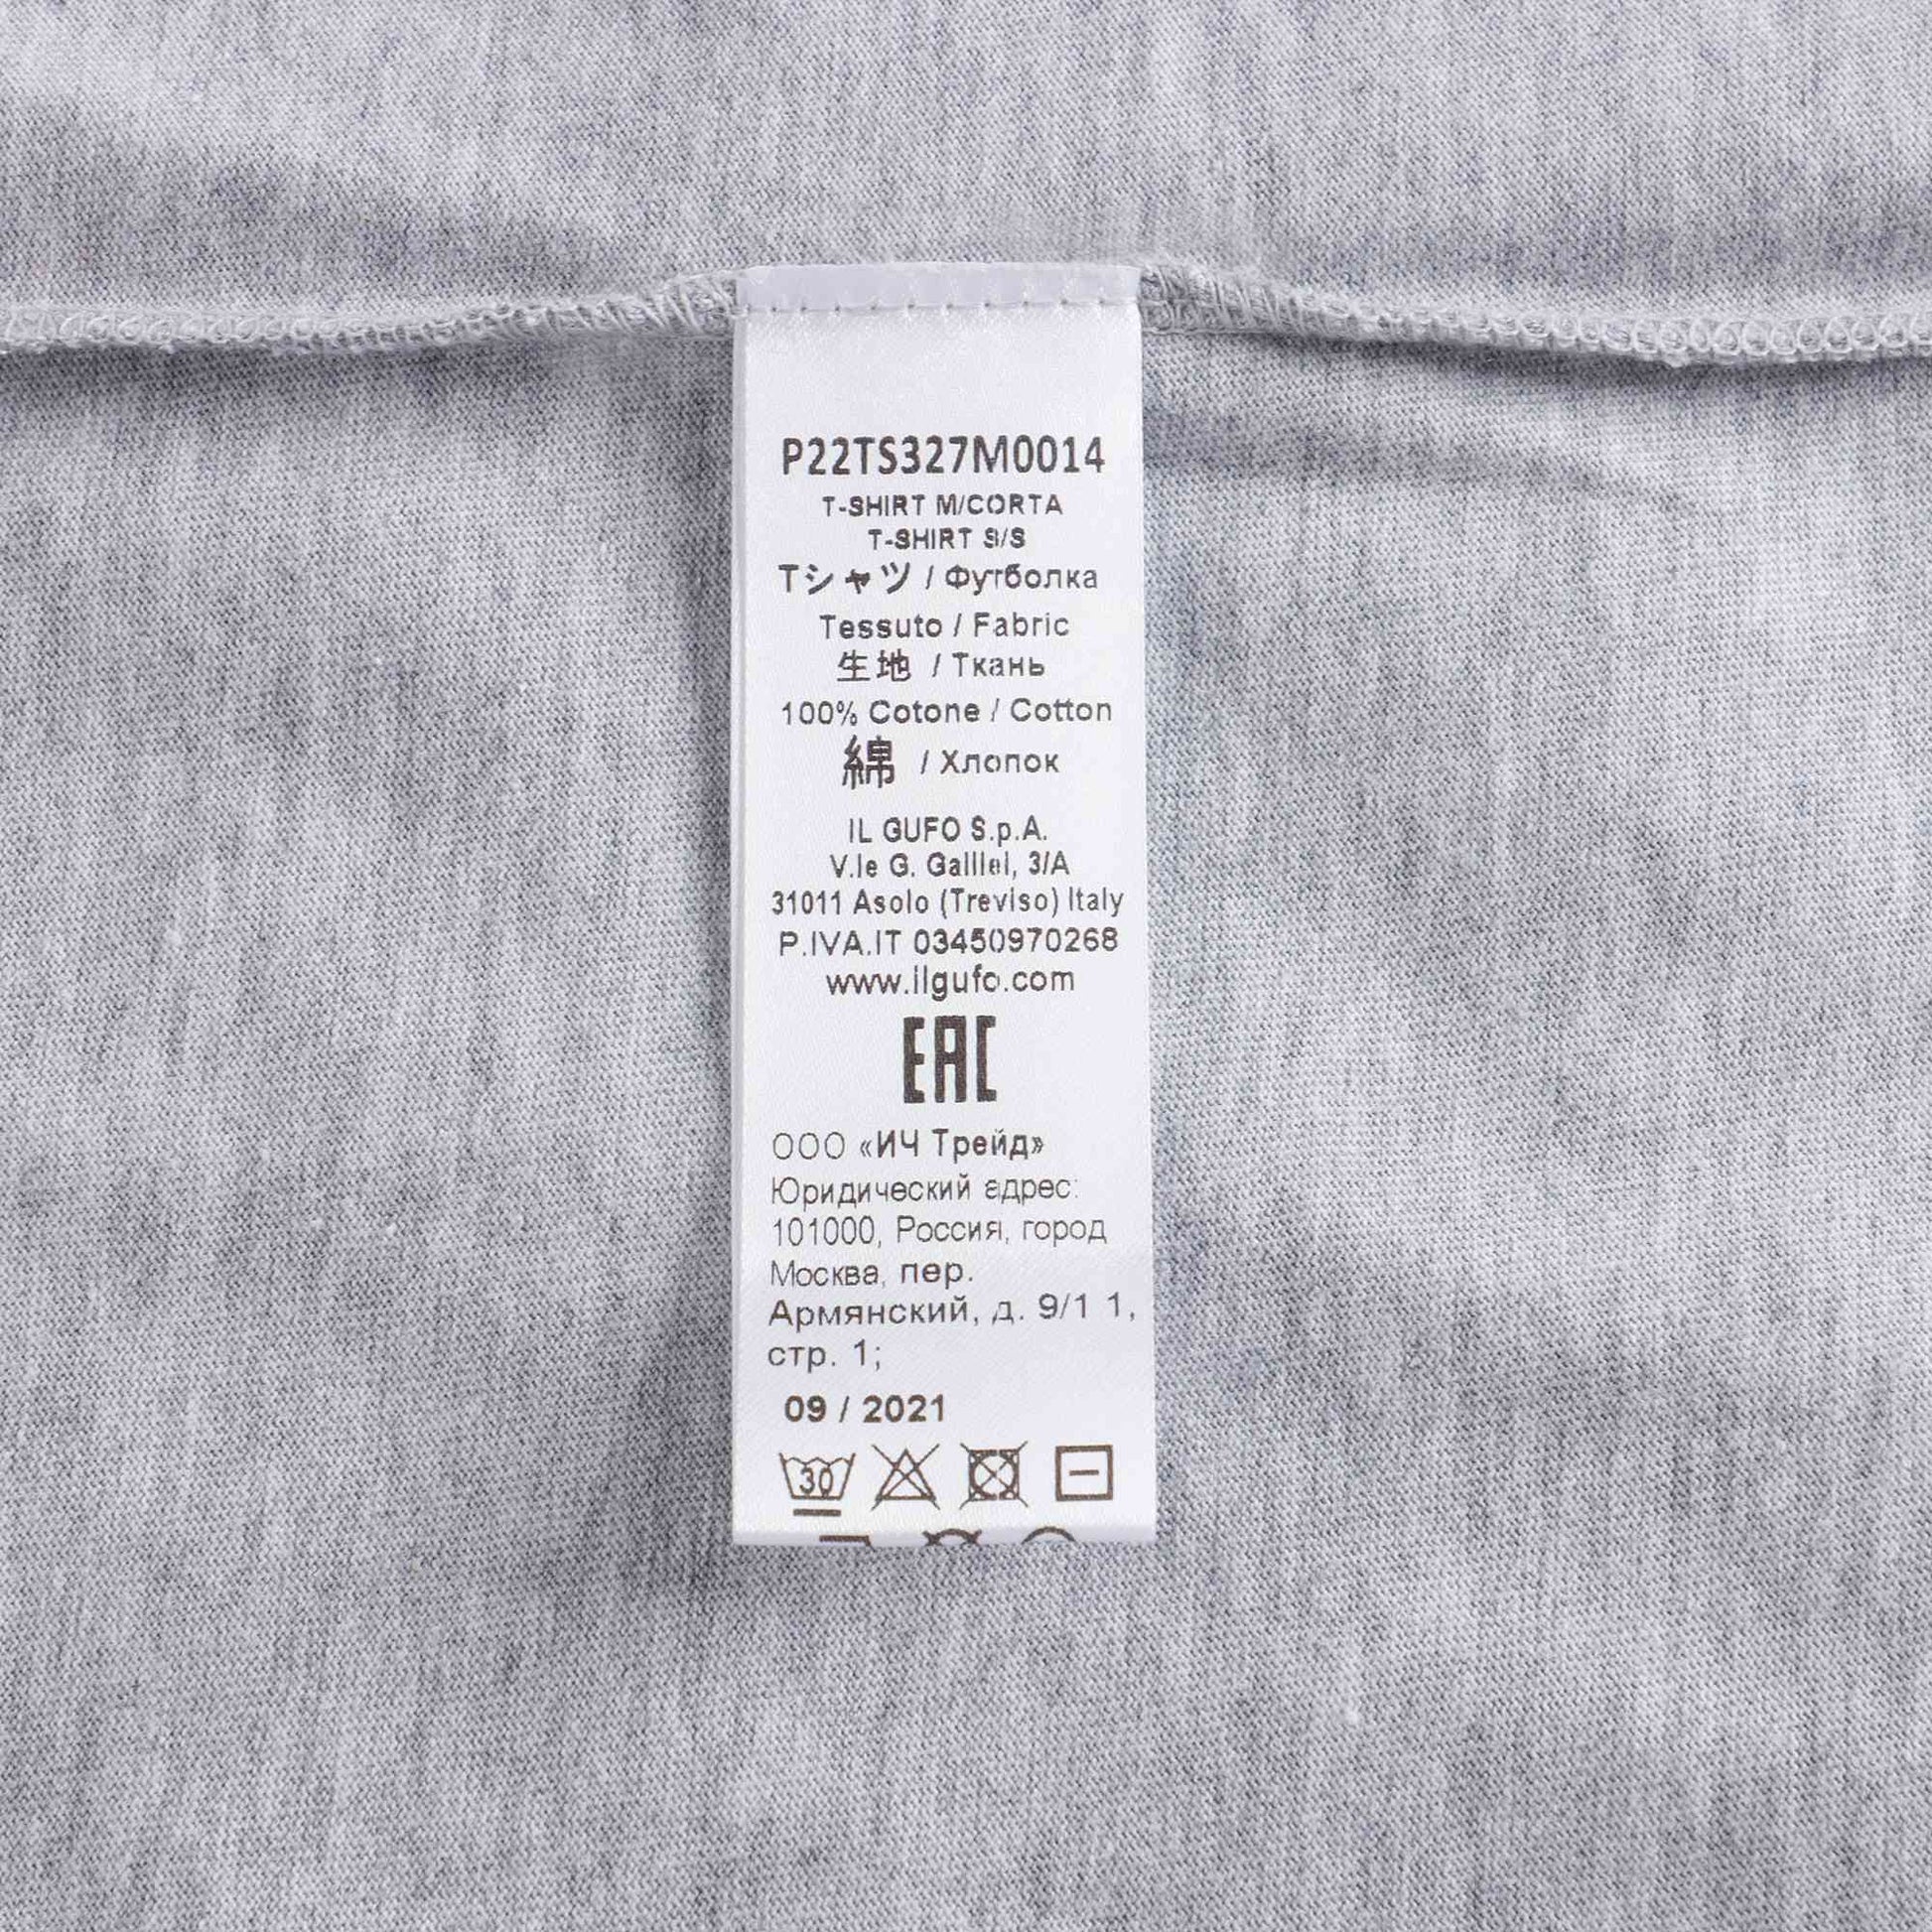 P22TS327M0014
T-SHIRT M/CORTA
T-SHIRT S/S
Tシャツ / Футболка
Tessuto / Fabric
生地 / Ткань
100% Cotone / Cotton
綿 / Хлопок
IL GUFO S.p.A.
V.le G. Galilei, 3/A
31011 Asolo (Treviso) Italy
P.IVA.IT 03450970268
www.ilgufo.com
EAC
ООО «ИЧ Трейд»
Юридический адрес:
101000, Россия, город
Москва, пер.
Армянский, д. 9/1 1,
стр. 1;
09 / 2021
30